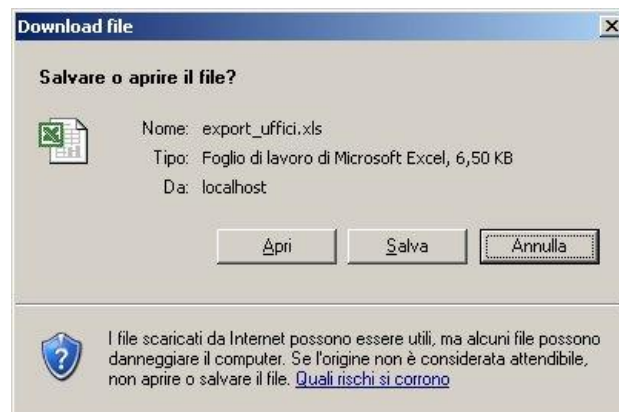 Download file
Salvare o aprire il file?
Nome: export_uffici.xls
Tipo: Foglio di lavoro di Microsoft Excel, 6,50 KB
Da: localhost
Apri Salva Annulla
I file scaricati da Internet possono essere utili, ma alcuni file possono
danneggiare il computer. Se l'origine non è considerata attendibile,
non aprire o salvare il file. Quali rischi si corrono